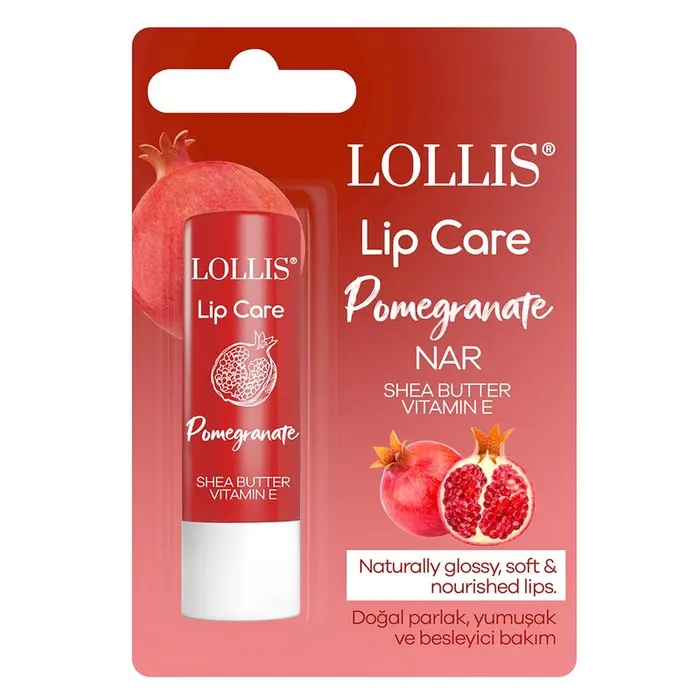 LOLLIS®
Lip Care
Pomegranate
NAR
SHEA BUTTER
VITAMIN E
Naturally glossy, soft &
nourished lips.
Doğal parlak, yumuşak
ve besleyici bakım
LOLLIS®
Lip Care
Pomegranate
SHEA BUTTER
VITAMIN E